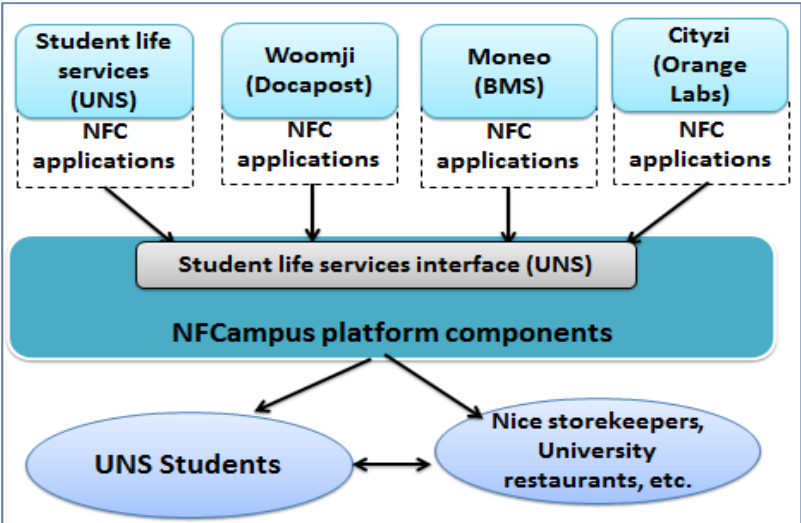 Student life
services
(UNS)
Woomji
(Docapost)
Moneo
(BMS)
Cityzi
(Orange
Labs)
NFC
applications
NFC
applications
NFC
applications
NFC
applications
Student life services interface (UNS)
NFCampus platform components
UNS Students
Nice storekeepers,
University
restaurants, etc.